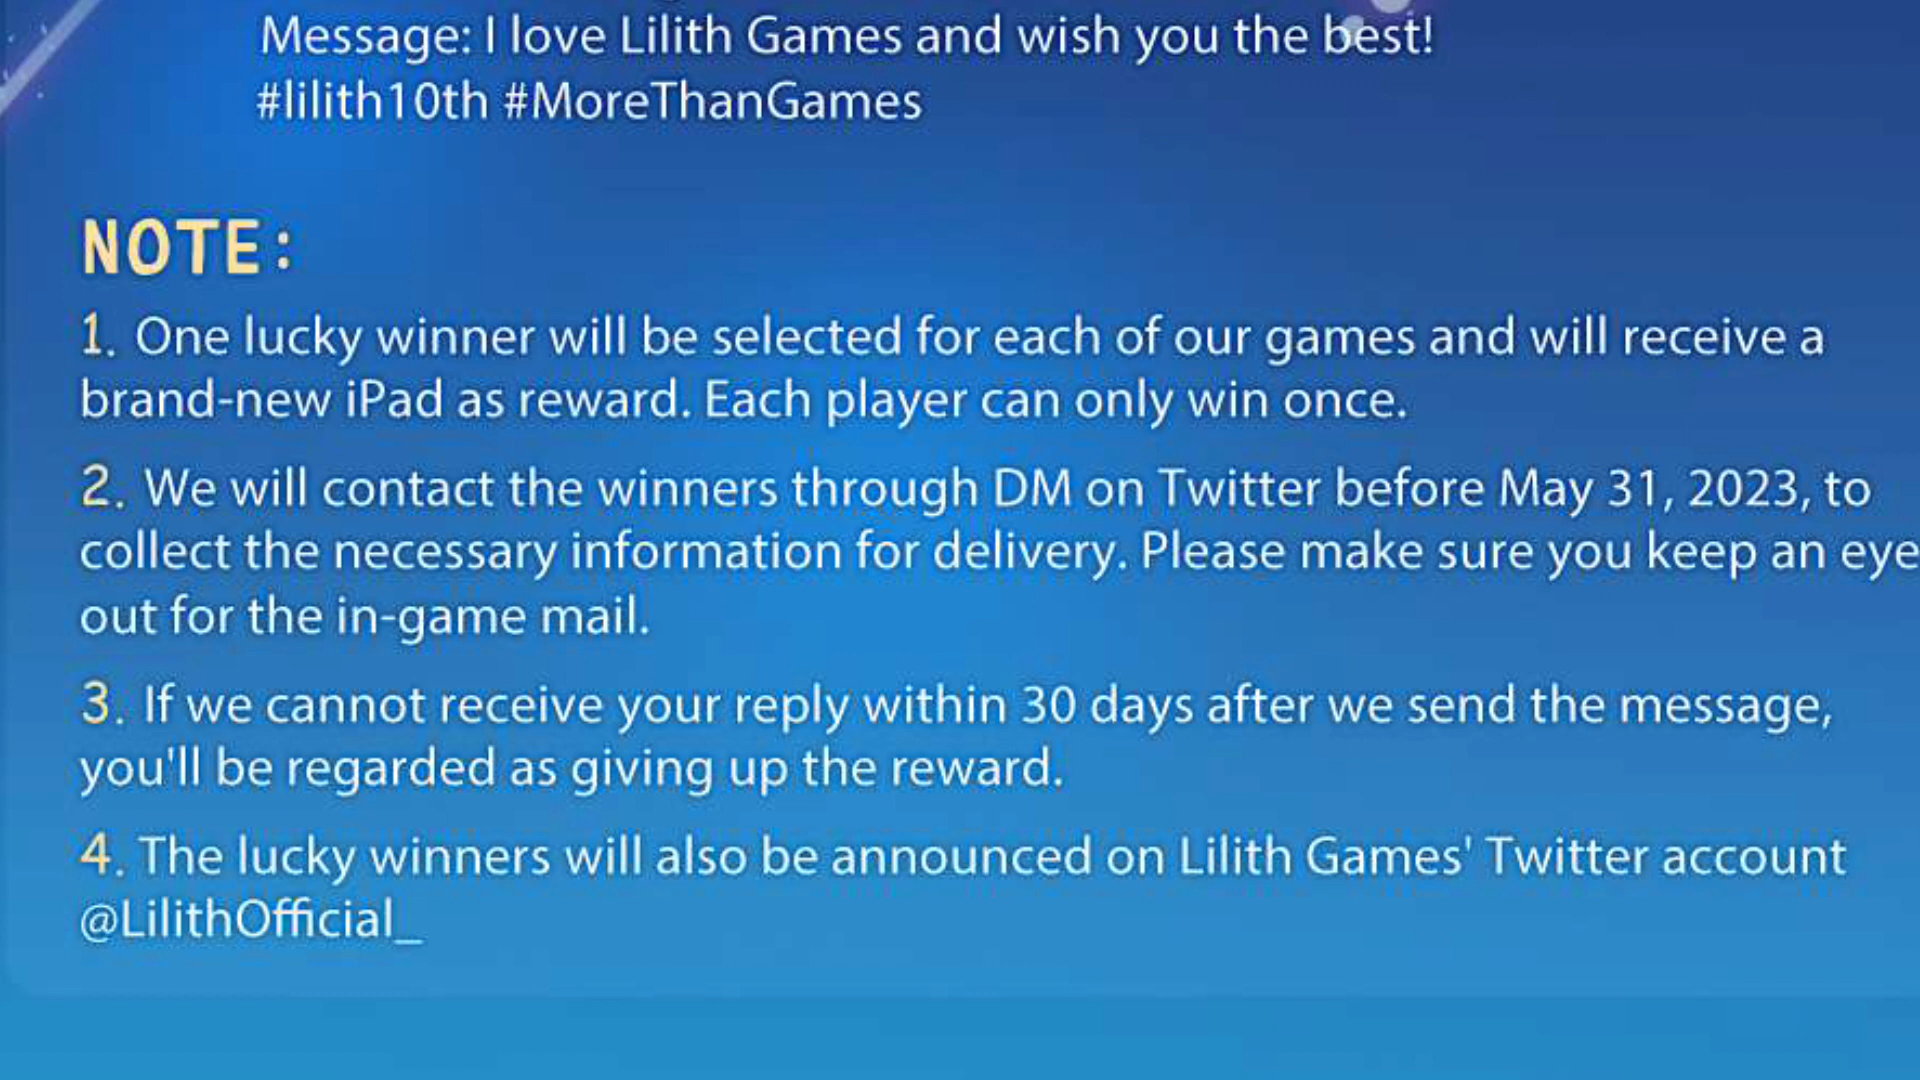 Message: I love Lilith Games and wish you the best!
#lilith10th #MoreThanGames
NOTE:
1. One lucky winner will be selected for each of our games and will receive a
brand-new iPad as reward. Each player can only win once.
2. We will contact the winners through DM on Twitter before May 31, 2023, to
collect the necessary information for delivery. Please make sure you keep an eye
out for the in-game mail.
3. If we cannot receive your reply within 30 days after we send the message,
you'll be regarded as giving up the reward.
4. The lucky winners will also be announced on Lilith Games' Twitter account
@LilithOfficial_